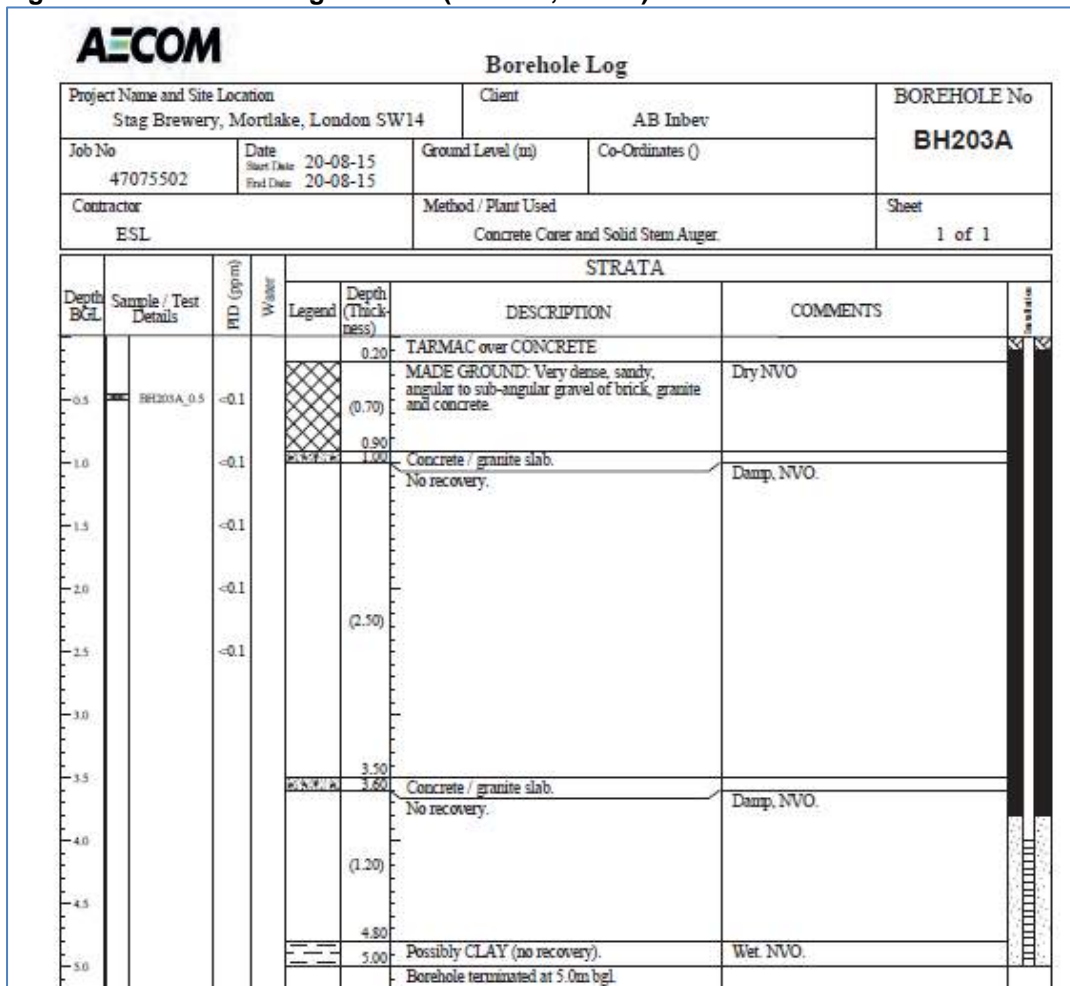 AECOM
Borehole Log
Project Name and Site Location
Stag Brewery, Mortlake, London SW14
Client
AB Inbev
BOREHOLE No
BH203A
Job No
47075502
Date
Start Date 20-08-15
End Date 20-08-15
Ground Level (m)
Co-Ordinates ()
Contractor
ESL
Method / Plant Used
Concrete Corer and Solid Stem Auger.
Sheet
1 of 1
STRATA
Depth BGL
Sample / Test Details
PID (ppm)
Water
Legend
Depth (Thick-ness)
DESCRIPTION
COMMENTS
Installation
0.20 TARMAC over CONCRETE
MADE GROUND: Very dense, sandy,
Dry NVO
angular to sub-angular gravel of brick, granite
0.5 BH203A_0.5 <0.1 (0.70) and concrete.
0.90
1.0 <0.1 1.00 Concrete / granite slab.
No recovery.
Damp, NVO.
1.5 <0.1
2.0 <0.1
(2.50)
2.5 <0.1
3.0
3.50
3.5 3.60 Concrete / granite slab.
No recovery.
Damp, NVO.
4.0
(1.20)
4.5
4.80
5.00 Possibly CLAY (no recovery). Wet. NVO.
5.0
Borehole terminated at 5.0m bgl.